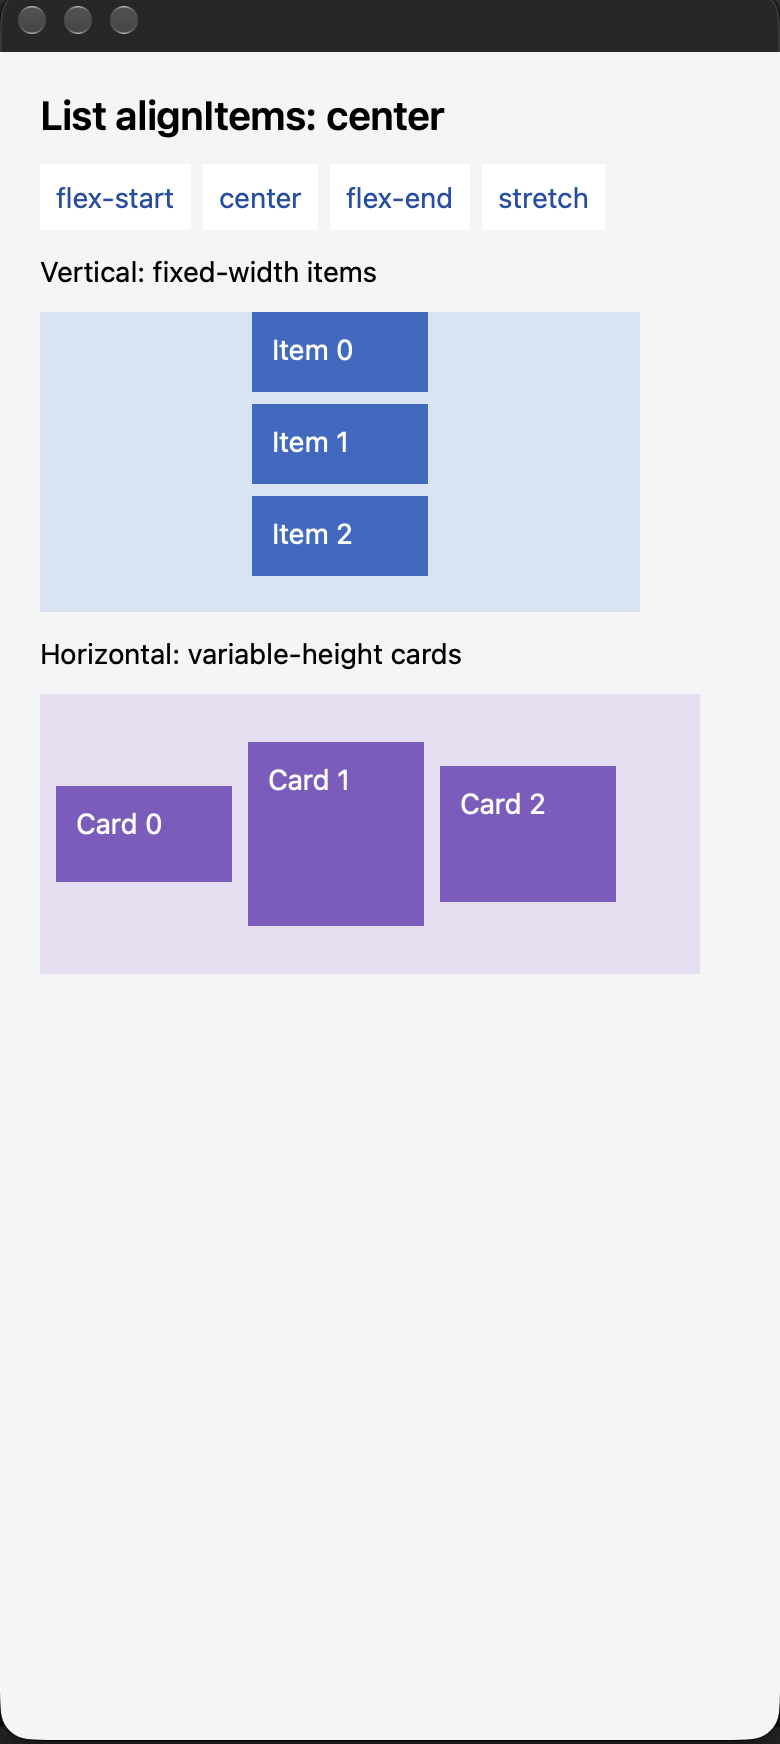 List alignItems: center
flex-start center flex-end stretch
Vertical: fixed-width items
Item 0
Item 1
Item 2
Horizontal: variable-height cards
Card 0 Card 1 Card 2